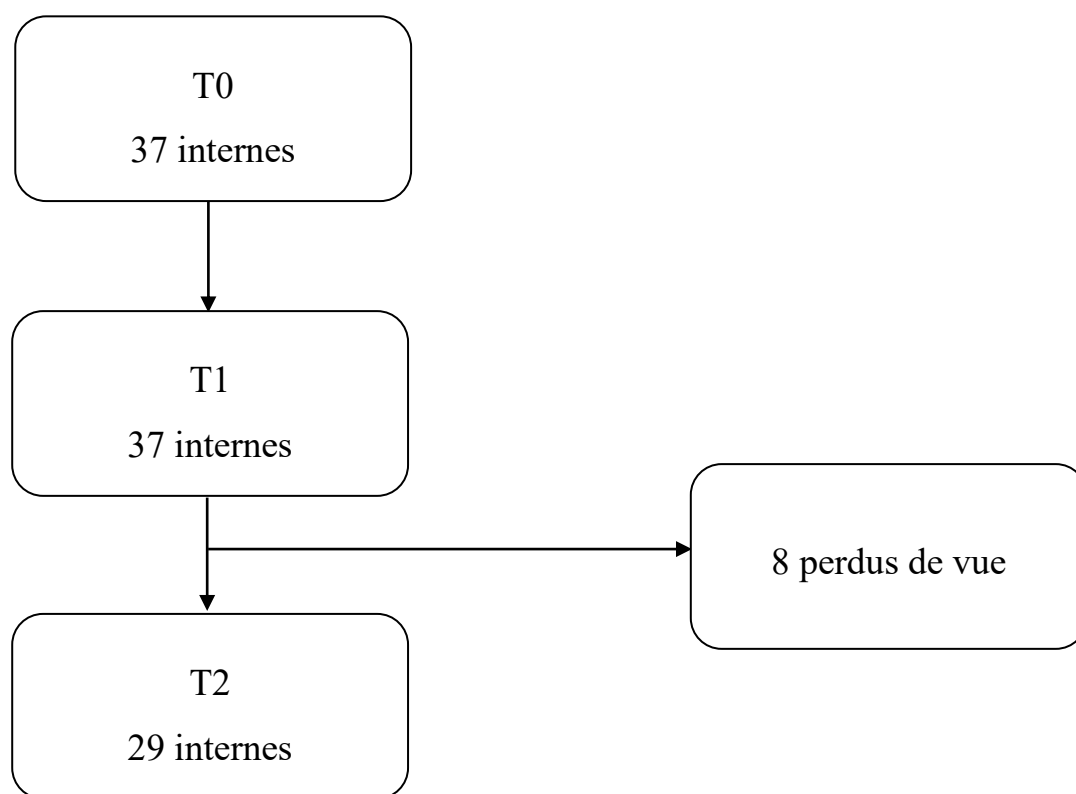 T0
37 internes
T1
37 internes
8 perdus de vue
T2
29 internes